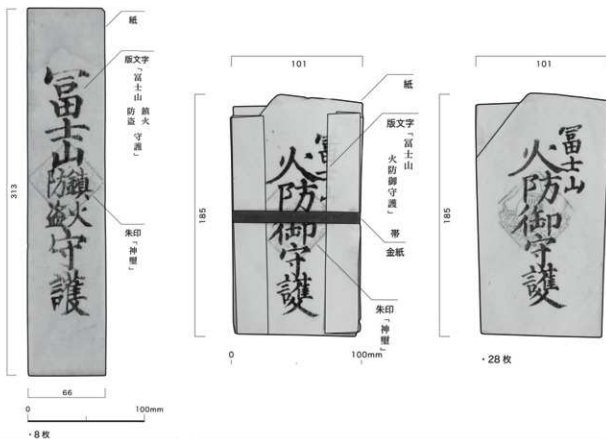 紙
版文字
「冨士山 鎮火
防盗 守護」
朱印「神璽」
冨士山
鎮火
防盗
守護
313
66
0 100mm
・8枚
101
紙
版文字
「冨士山
火防御守護」
帯
金紙
朱印「神璽」
冨士山
火防御守護
185
0 100mm
101
冨士山
火防御守護
185
・28枚